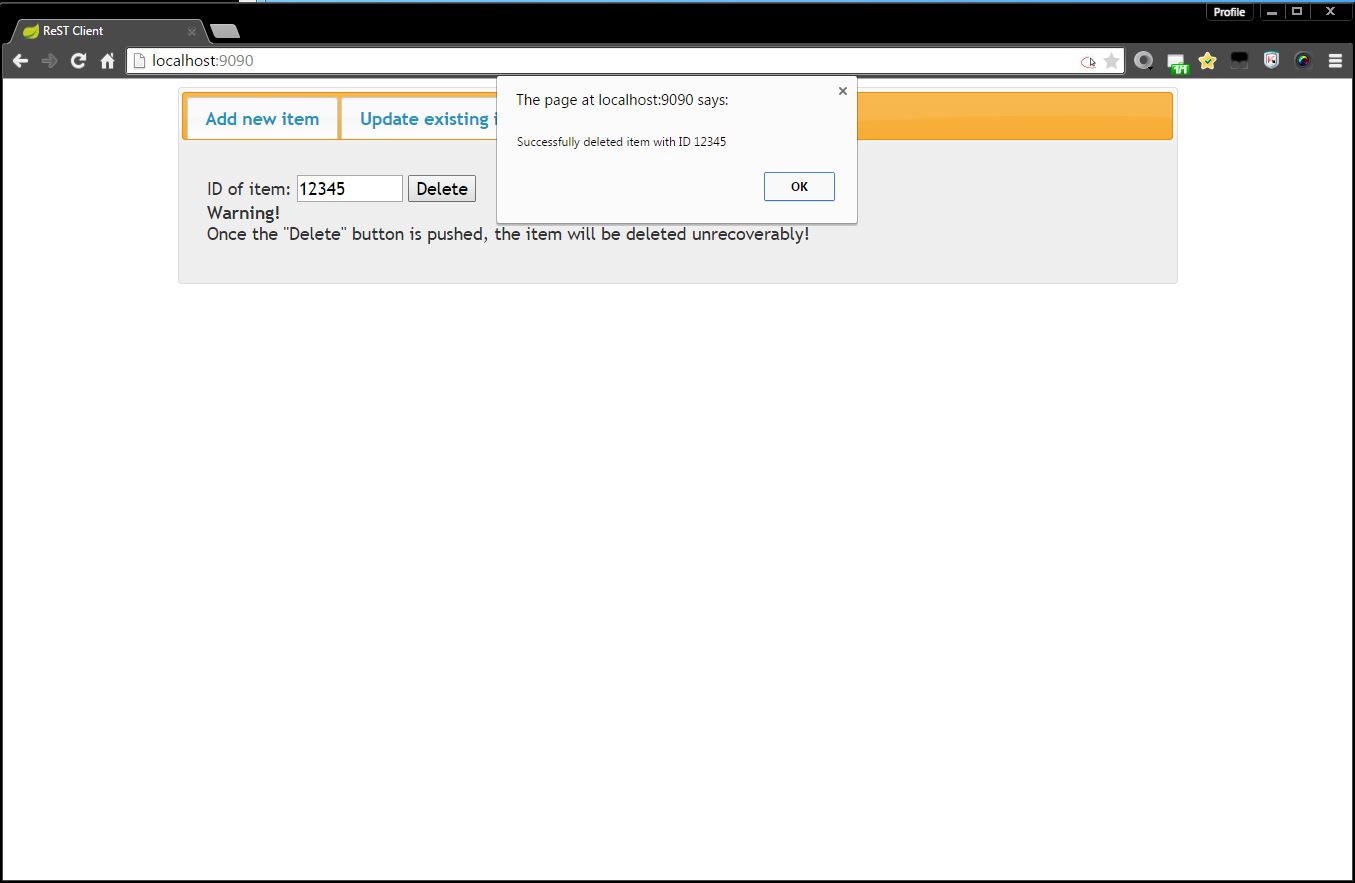 Profile
ReST Client
localhost:9090
The page at localhost:9090 says:
Add new item
Update existing
Successfully deleted item with ID 12345
OK
ID of item: 12345 Delete
Warning!
Once the "Delete" button is pushed, the item will be deleted unrecoverably!